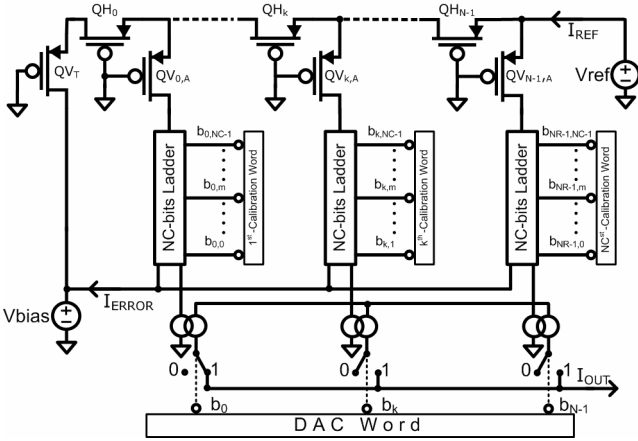 QH0
QHk
QHN-1
IREF
QVT
QV0,A
QVk,A
QVN-1,A
Vref
NC-bits Ladder
b0,NC-1
b0,m
b0,0
1st-Calibration Word
NC-bits Ladder
bk,NC-1
bk,m
bk,1
kth-Calibration Word
NC-bits Ladder
bNR-1,NC-1
bNR-1,m
bNR-1,0
NCst-Calibration Word
IERROR
Vbias
0 1
0 1
0 1
IOUT
b0
bk
bN-1
DAC Word